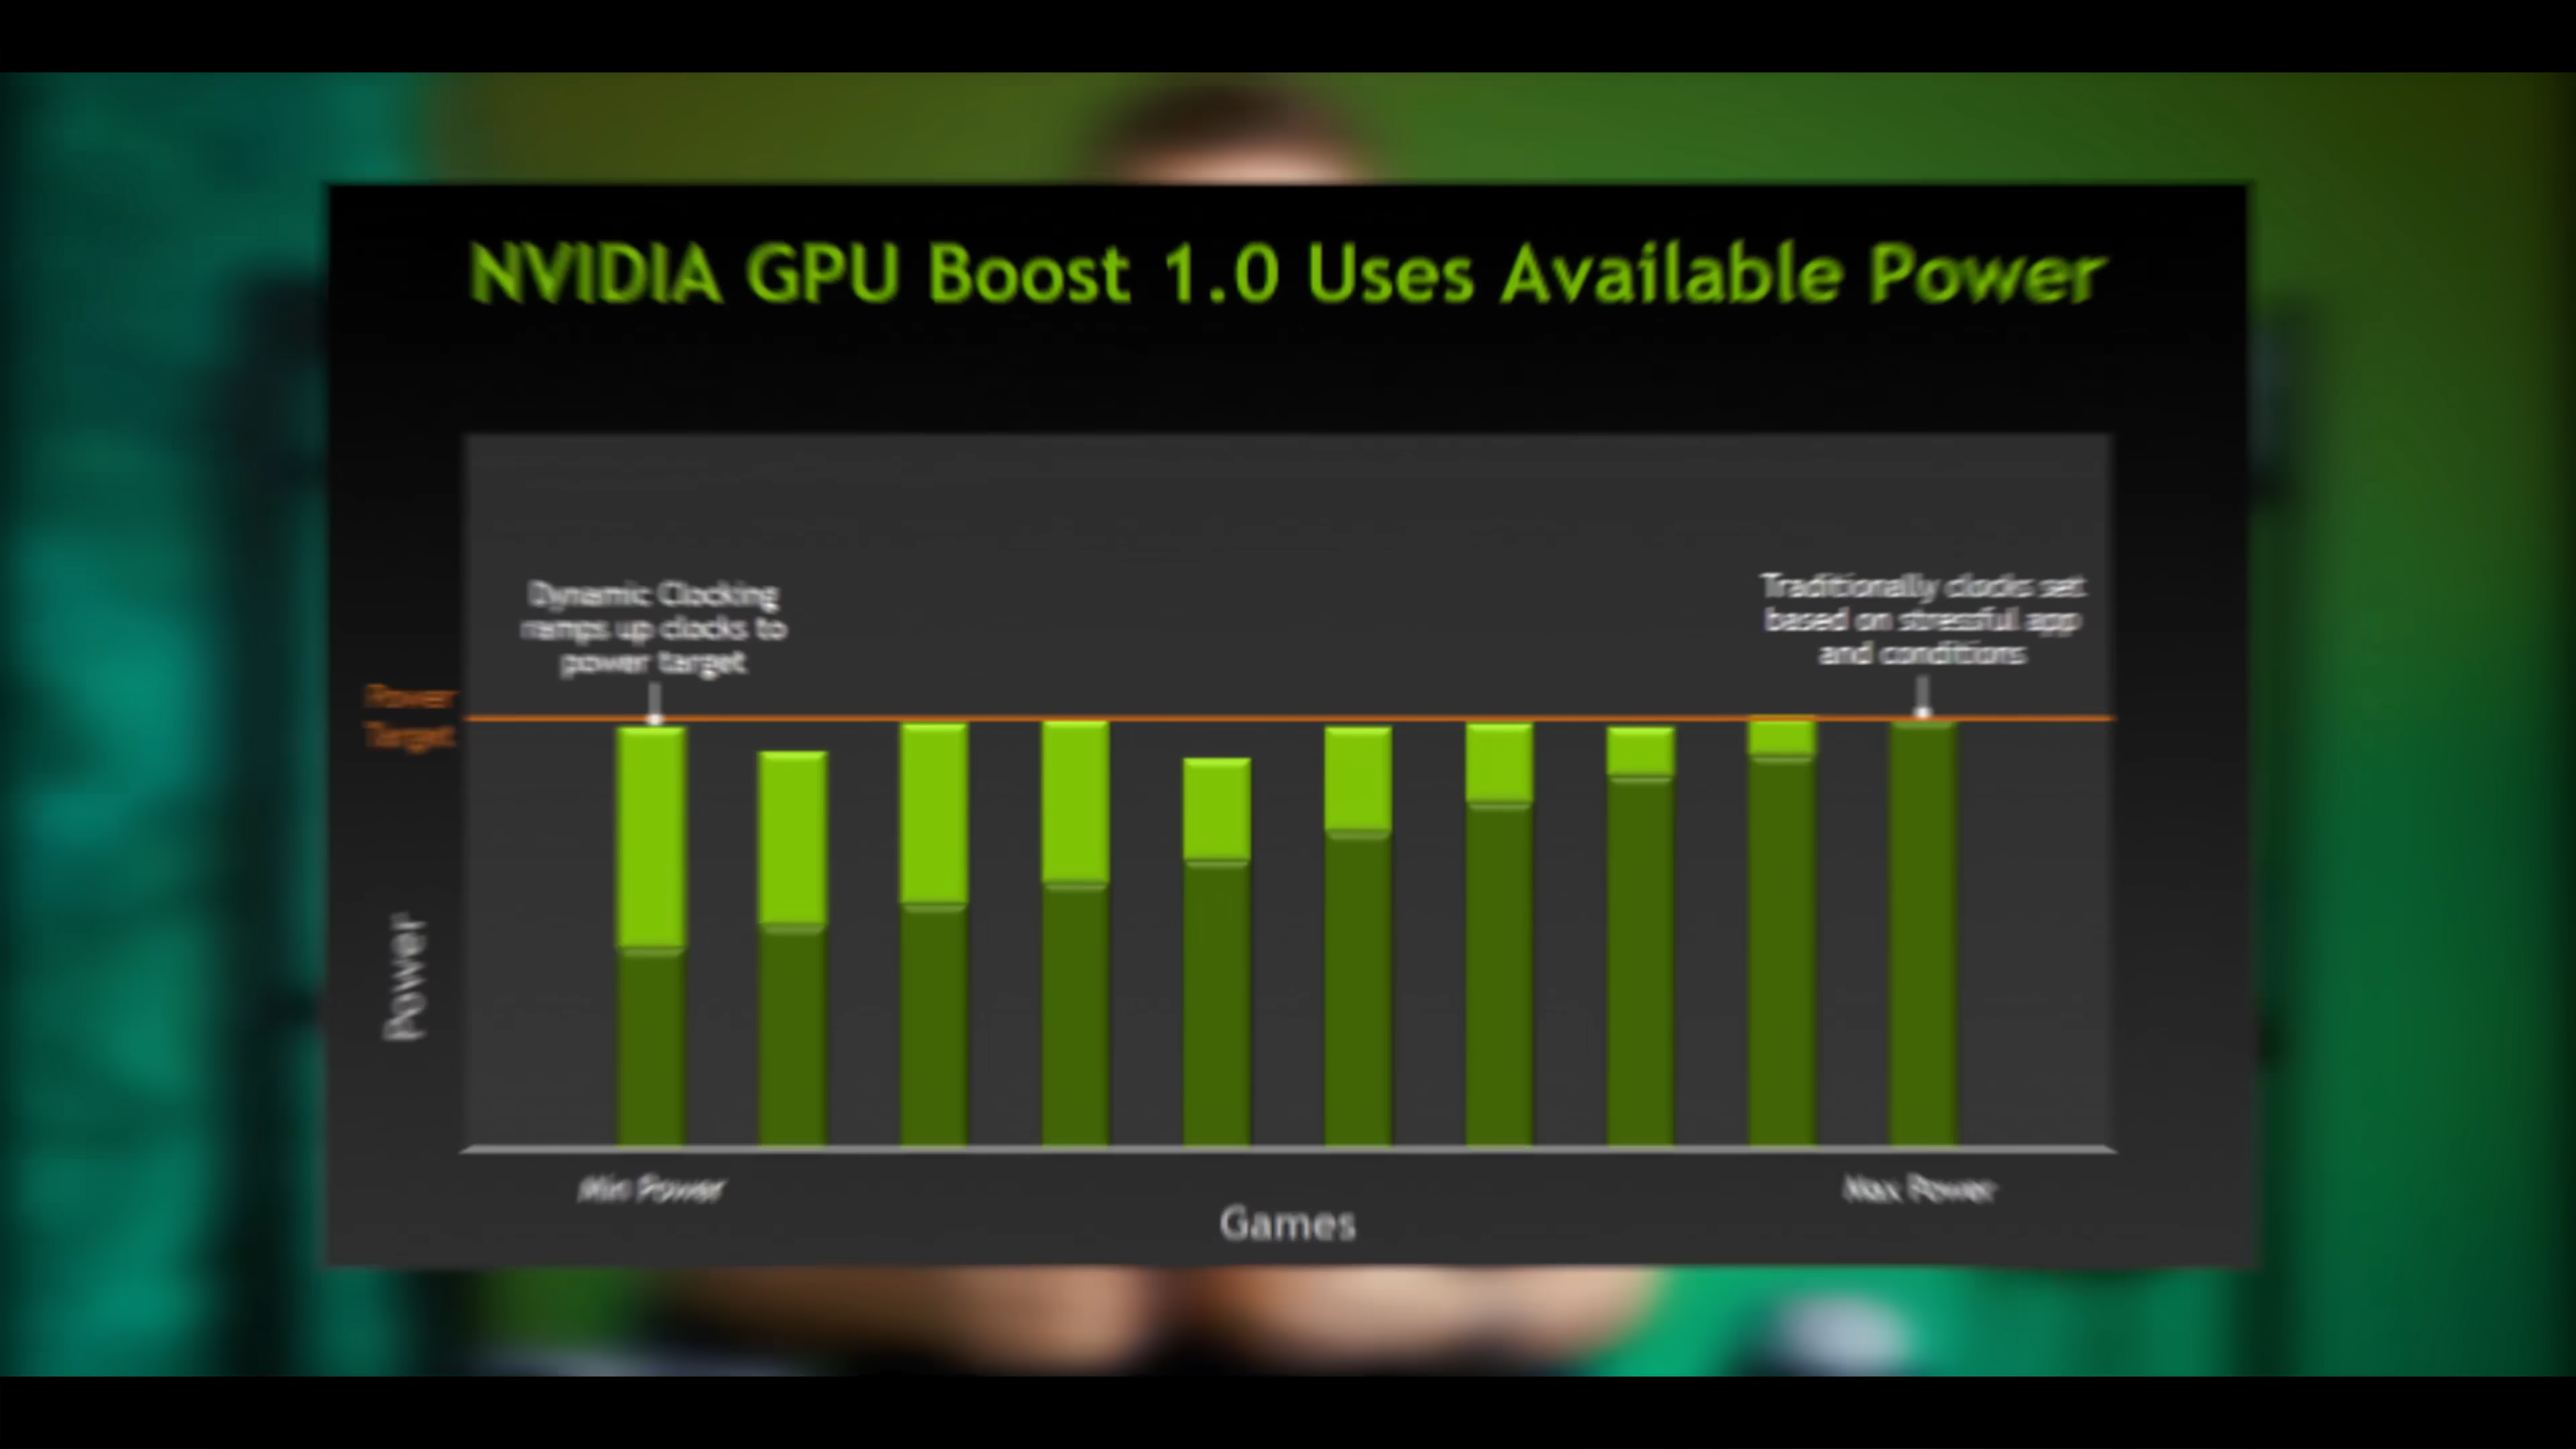 NVIDIA GPU Boost 1.0 Uses Available Power
Dynamic Clocking
ramps up clocks to
power target
Traditionally clocks set
based on stressful app
and conditions
Power
Target
Power
Min Power
Max Power
Games